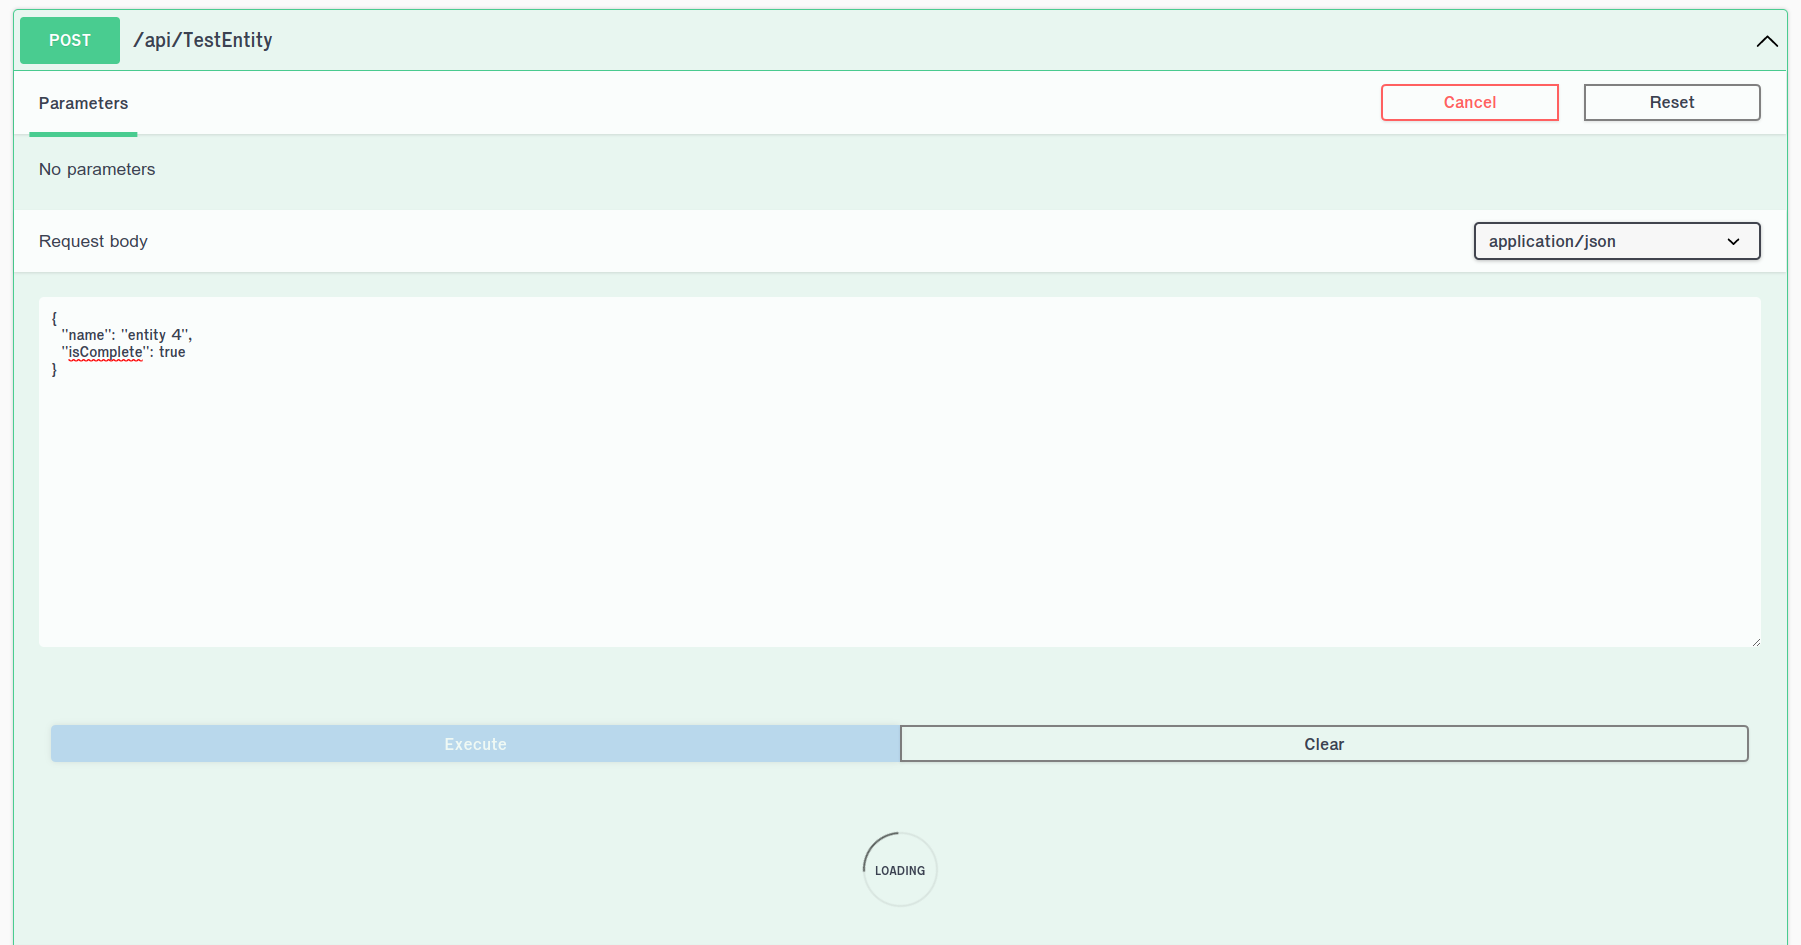 POST /api/TestEntity
Parameters
Cancel
Reset
No parameters
Request body
application/json
{
  "name": "entity 4",
  "isComplete": true
}
Execute
Clear
LOADING